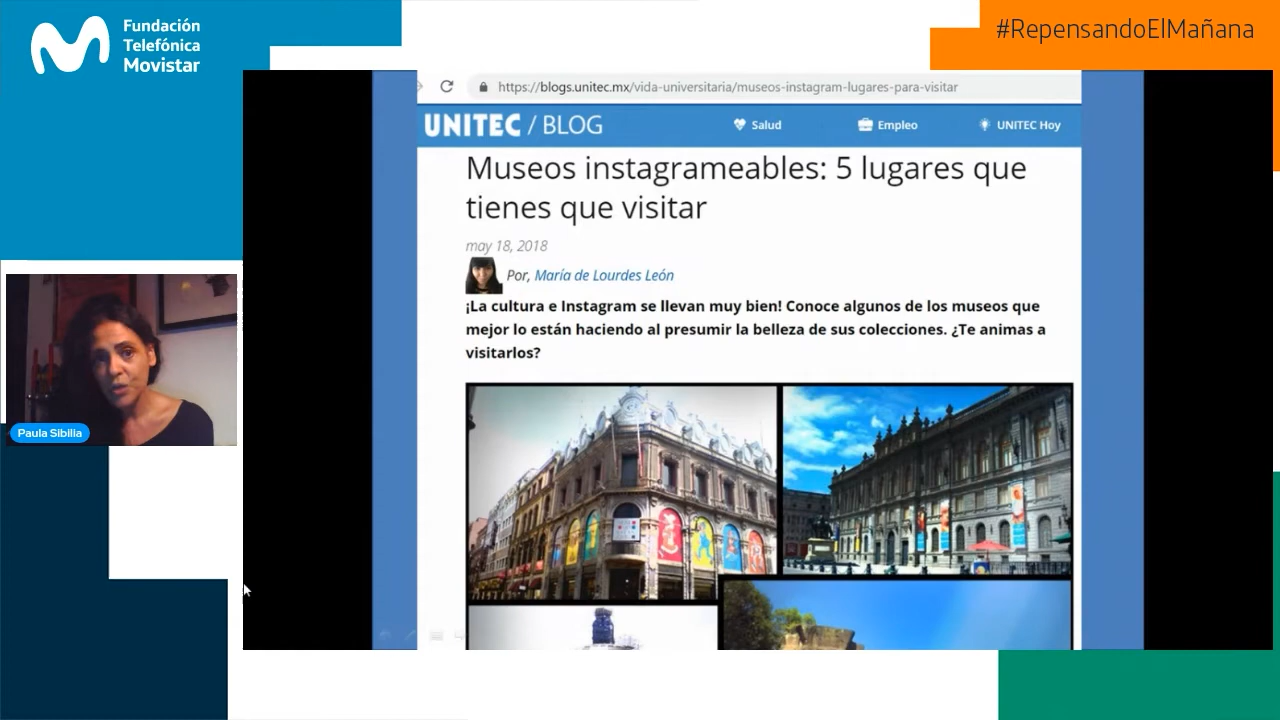 Fundación
Telefónica
Movistar
#RepensandoElMañana
https://blogs.unitec.mx/vida-universitaria/museos-instagram-lugares-para-visitar
UNITEC / BLOG
Salud
Empleo
UNITEC Hoy
Museos instagrameables: 5 lugares que
tienes que visitar
may 18, 2018
Por, María de Lourdes León
¡La cultura e Instagram se llevan muy bien! Conoce algunos de los museos que
mejor lo están haciendo al presumir la belleza de sus colecciones. ¿Te animas a
visitarlos?
Paula Sibilia